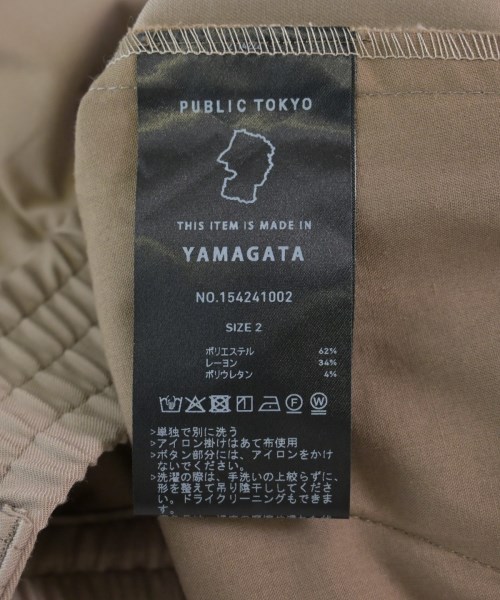 PUBLIC TOKYO
THIS ITEM IS MADE IN
YAMAGATA
NO.154241002
SIZE 2
ポリエステル 62%
レーヨン 34%
ポリウレタン 4%
F W
>単独で別に洗う
>アイロン掛けはあて布使用
>ボタン部分には、アイロンをかけ
ないでください。
>洗濯の際は、手洗いの上絞らずに、
形を整えて吊り陰干ししてくださ
い。ドライクリーニングもできま
す。